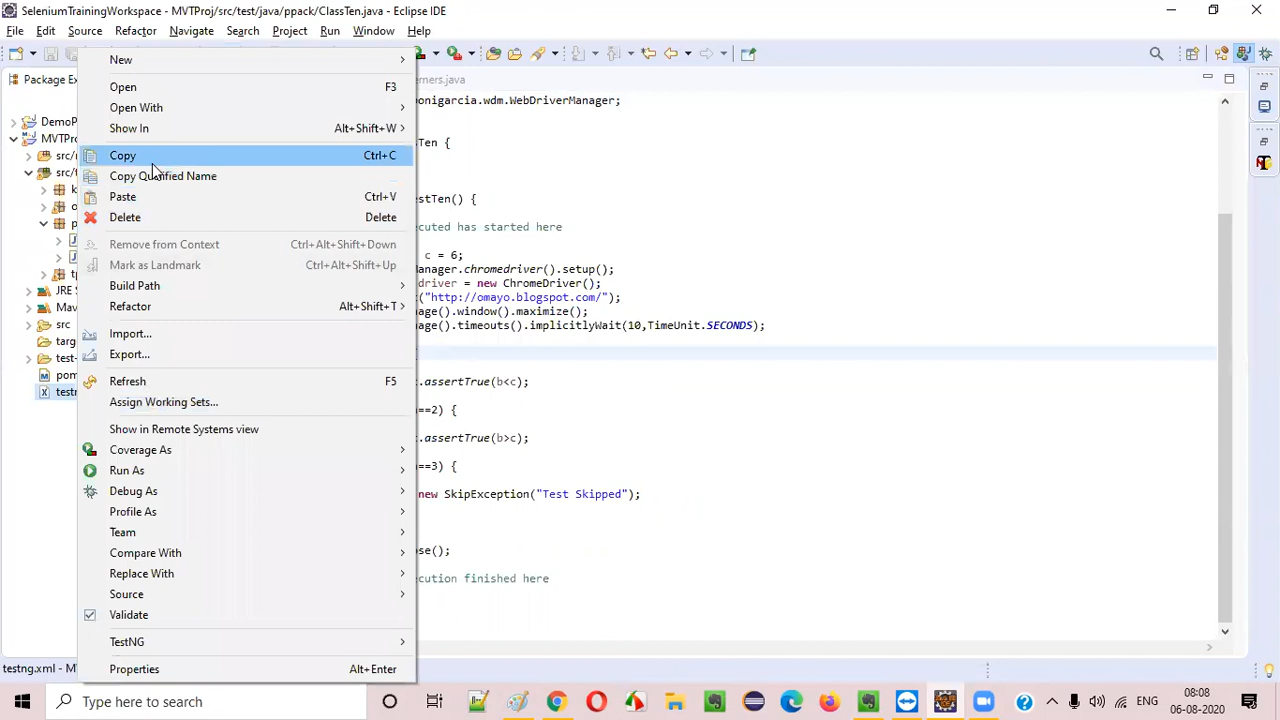 SeleniumTrainingWorkspace - MVTProj/src/test/java/ppack/ClassTen.java - Eclipse IDE
File Edit Source Refactor Navigate Search Project Run Window Help
Package Ex
DemoP
MVTPro
src/
src/t
k
o
p
J
J
tp
JRE S
Mav
src
targ
test-
pom
testn
New
Open F3
Open With
Show In Alt+Shift+W
Copy Ctrl+C
Copy Qualified Name
Paste Ctrl+V
Delete Delete
Remove from Context Ctrl+Alt+Shift+Down
Mark as Landmark Ctrl+Alt+Shift+Up
Build Path
Refactor Alt+Shift+T
Import...
Export...
Refresh F5
Assign Working Sets...
Show in Remote Systems view
Coverage As
Run As
Debug As
Profile As
Team
Compare With
Replace With
Source
Validate
TestNG
Properties Alt+Enter
ners.java
onigarcia.wdm.WebDriverManager;
sTen {
stTen() {
cuted has started here
c = 6;
Manager.chromedriver().setup();
driver = new ChromeDriver();
("http://omayo.blogspot.com/");
nage().window().maximize();
nage().timeouts().implicitlyWait(10,TimeUnit.SECONDS);
t.assertTrue(b<c);
==2) {
t.assertTrue(b>c);
==3) {
new SkipException("Test Skipped");
ose();
cution finished here
testng.xml - MV
Type here to search
ENG
08:08
06-08-2020